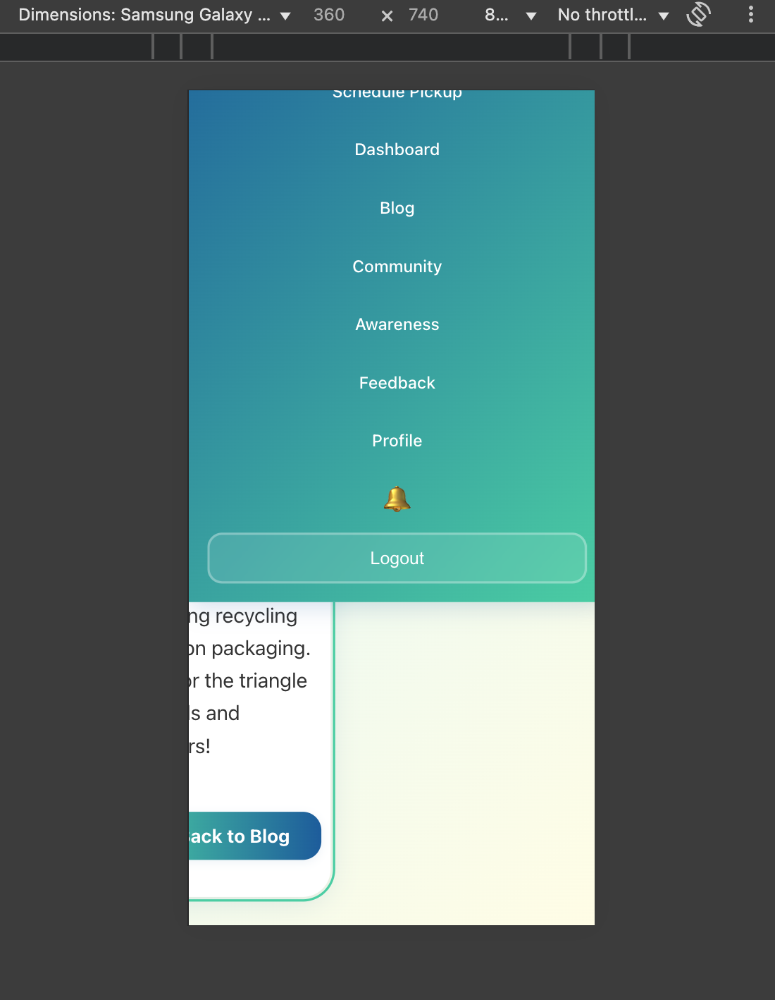 Dimensions: Samsung Galaxy ... 360 × 740 8... No throttl...
Schedule Pickup
Dashboard
Blog
Community
Awareness
Feedback
Profile
Logout
ng recycling
on packaging.
or the triangle
ls and
rs!
Back to Blog